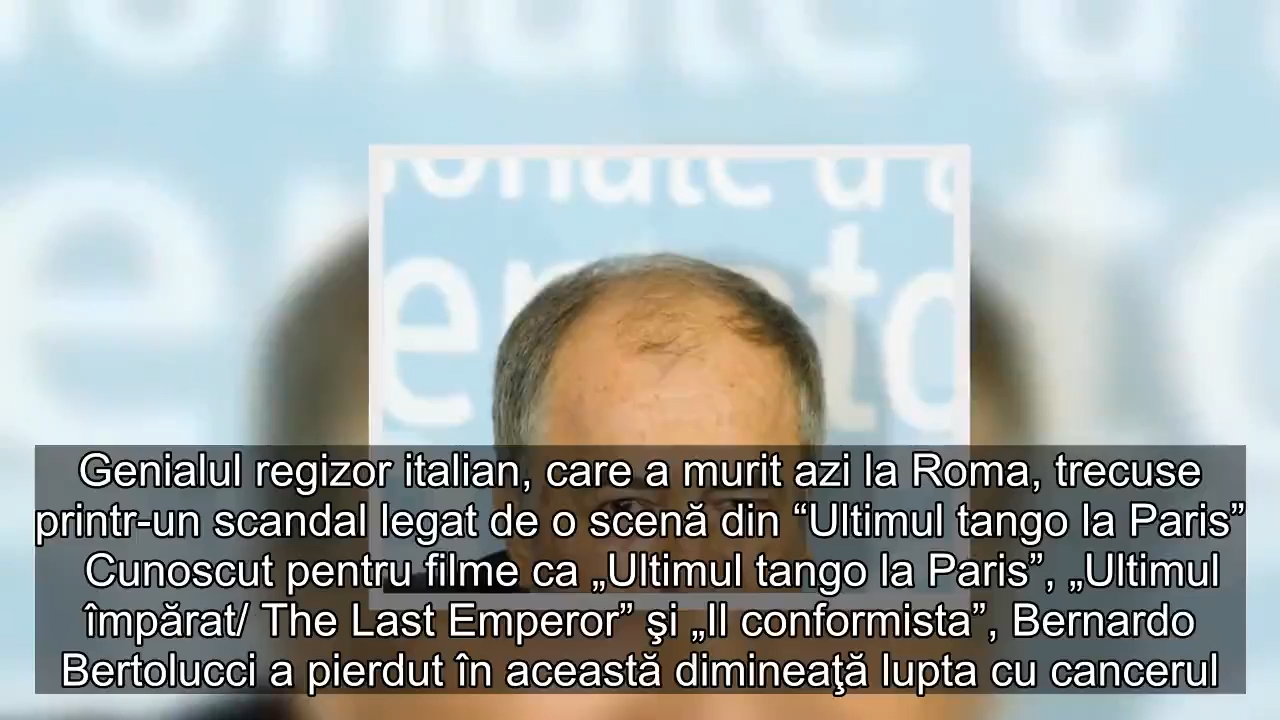 Genialul regizor italian, care a murit azi la Roma, trecuse
printr-un scandal legat de o scenă din “Ultimul tango la Paris”
Cunoscut pentru filme ca „Ultimul tango la Paris”, „Ultimul
împărat/ The Last Emperor” şi „Il conformista”, Bernardo
Bertolucci a pierdut în această dimineaţă lupta cu cancerul